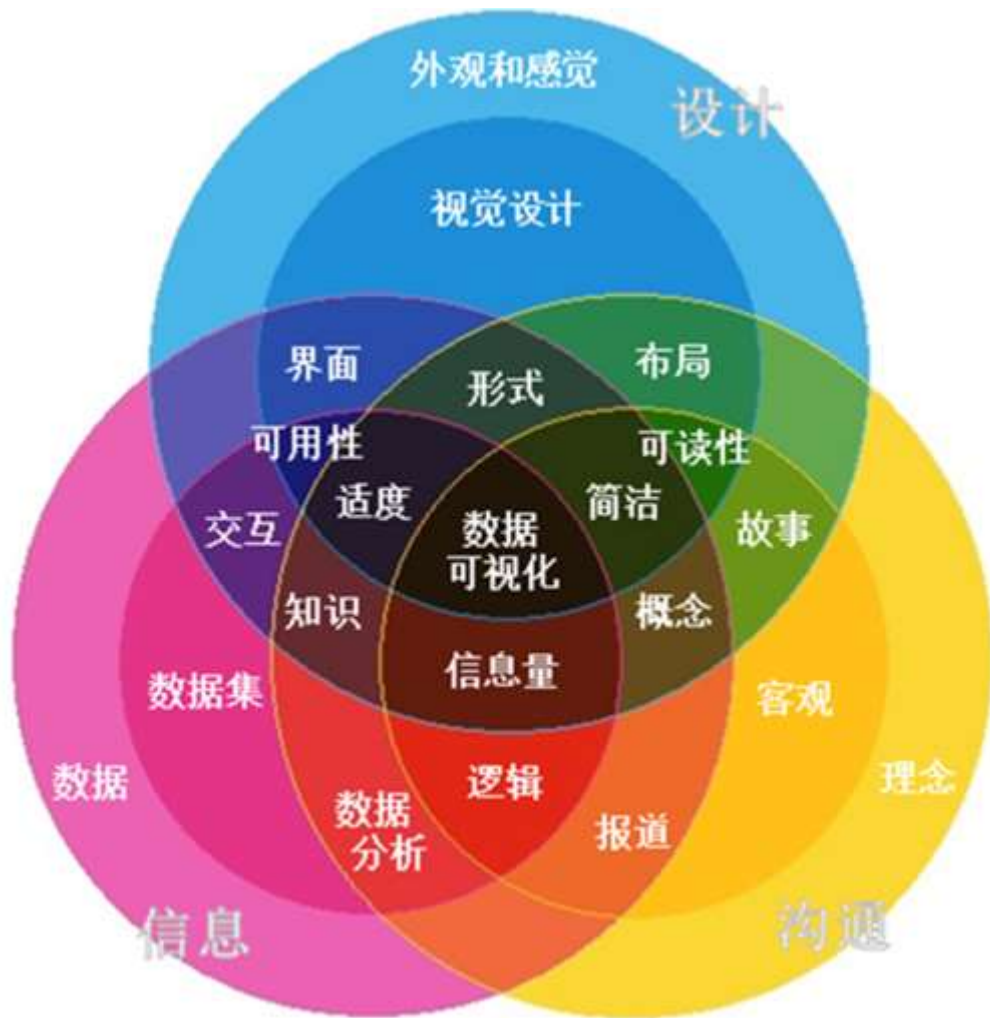 外观和感觉
设计
视觉设计
界面
形式
布局
可用性
可读性
适度
简洁
交互
数据
可视化
故事
知识
概念
信息量
数据集
客观
数据
逻辑
理念
数据
分析
报道
信息
沟通